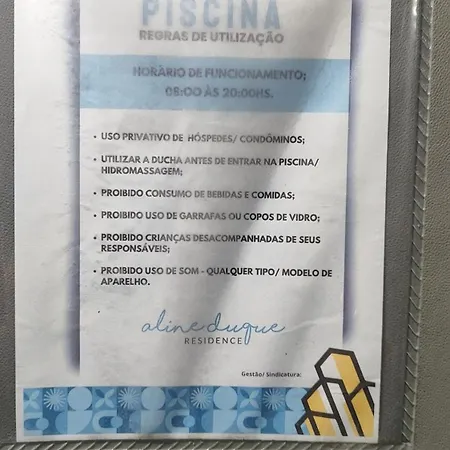 PISCINA
REGRAS DE UTILIZAÇÃO
HORÁRIO DE FUNCIONAMENTO;
08:00 ÀS 20:00HS.
• USO PRIVATIVO DE HÓSPEDES/ CONDÔMINOS;
• UTILIZAR A DUCHA ANTES DE ENTRAR NA PISCINA/
HIDROMASSAGEM;
• PROIBIDO CONSUMO DE BEBIDAS E COMIDAS;
• PROIBIDO USO DE GARRAFAS OU COPOS DE VIDRO;
• PROIBIDO CRIANÇAS DESACOMPANHADAS DE SEUS
RESPONSÁVEIS;
• PROIBIDO USO DE SOM - QUALQUER TIPO/ MODELO DE
APARELHO.
aline duque
RESIDENCE
Gestão/ Sindicatura: